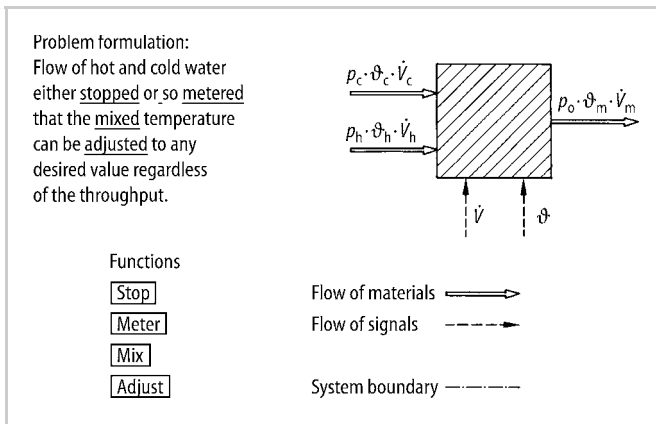 Problem formulation:
Flow of hot and cold water
either stopped or so metered
that the mixed temperature
can be adjusted to any
desired value regardless
of the throughput.
p_c · ϑ_c · V̇_c
p_h · ϑ_h · V̇_h
p_o · ϑ_m · V̇_m
V̇ ϑ
Functions
Stop
Meter
Mix
Adjust
Flow of materials
Flow of signals
System boundary